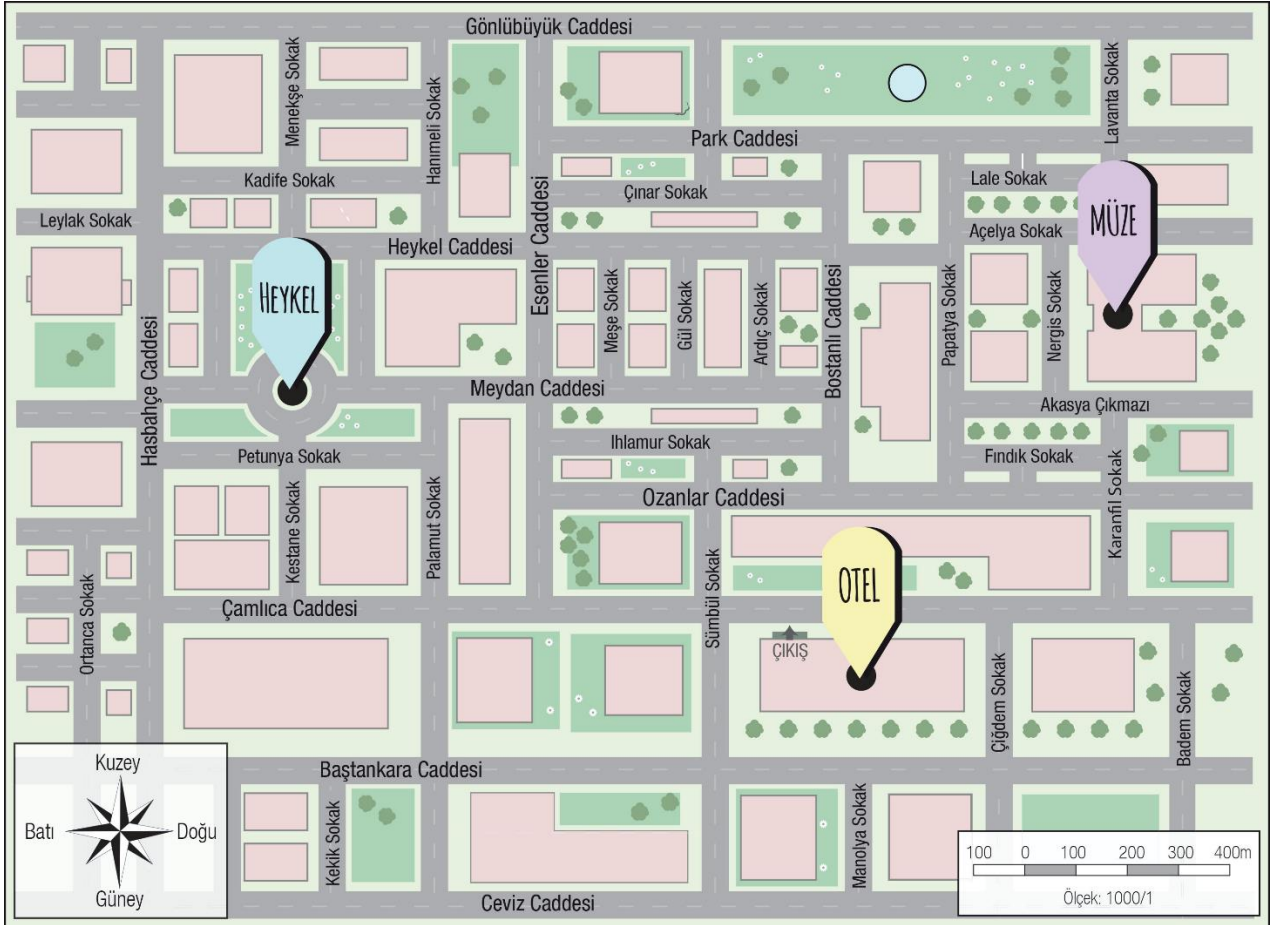 Gönlübüyük Caddesi
Menekşe Sokak
Hanımeli Sokak
Lavanta Sokak
Park Caddesi
Kadife Sokak
Çınar Sokak
Lale Sokak
Leylak Sokak
Heykel Caddesi
Esenler Caddesi
Açelya Sokak
MÜZE
HEYKEL
Hasbahçe Caddesi
Meşe Sokak
Gül Sokak
Ardıç Sokak
Bostanlı Caddesi
Papatya Sokak
Nergis Sokak
Meydan Caddesi
Akasya Çıkmazı
Ihlamur Sokak
Petunya Sokak
Fındık Sokak
Ozanlar Caddesi
Kestane Sokak
Palamut Sokak
Karanfil Sokak
Sümbül Sokak
OTEL
Çamlıca Caddesi
Ortanca Sokak
ÇIKIŞ
Çiğdem Sokak
Badem Sokak
Baştankara Caddesi
Kekik Sokak
Manolya Sokak
Ceviz Caddesi
Kuzey
Batı
Doğu
Güney
100 0 100 200 300 400m
Ölçek: 1000/1